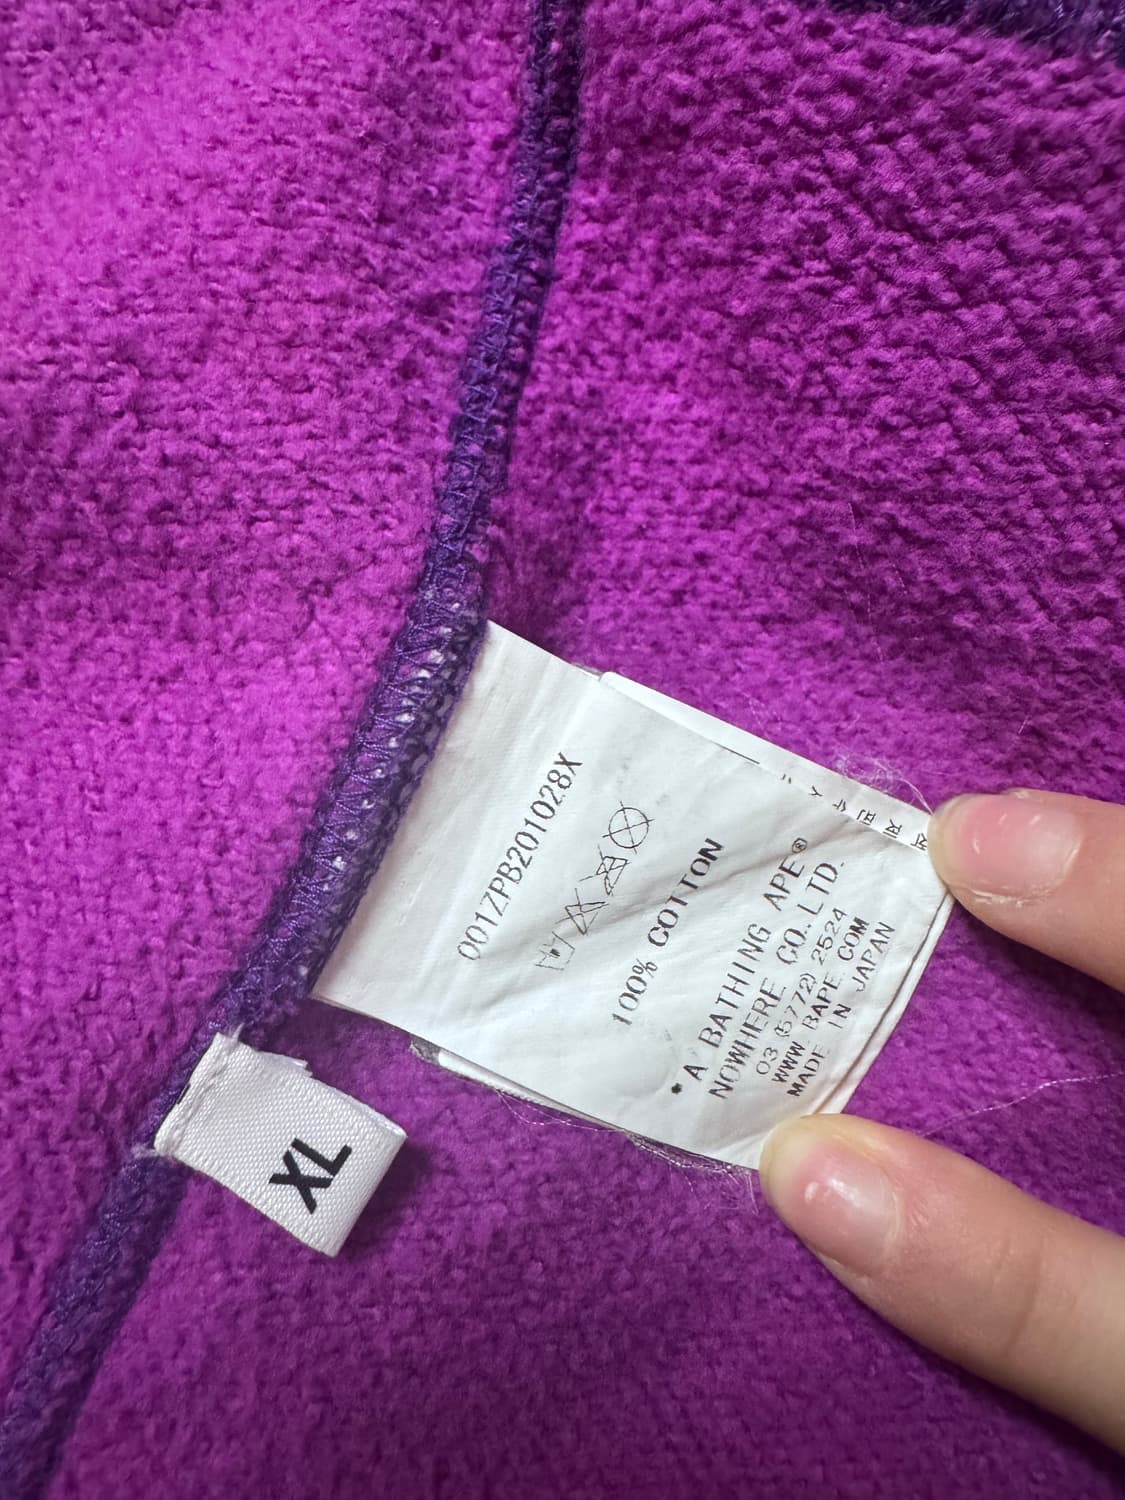 001ZPB201028X
100% COTTON
• A BATHING APE®
NOWHERE CO.LTD.
03 (5772) 2524
WWW BAPE COM
MADE IN JAPAN
XL